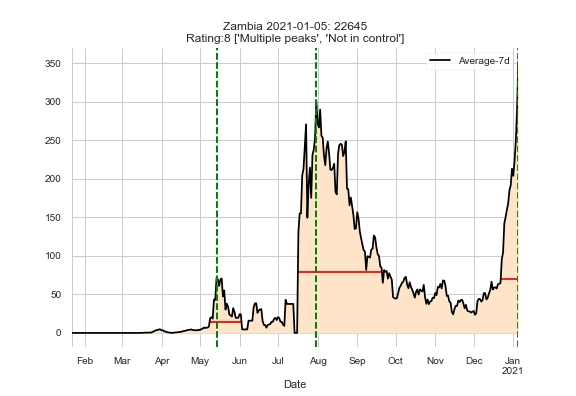 Zambia 2021-01-05: 22645
Rating:8 ['Multiple peaks', 'Not in control']
Average-7d
350
300
250
200
150
100
50
0
Feb Mar Apr May Jun Jul Aug Sep Oct Nov Dec Jan
2021
Date